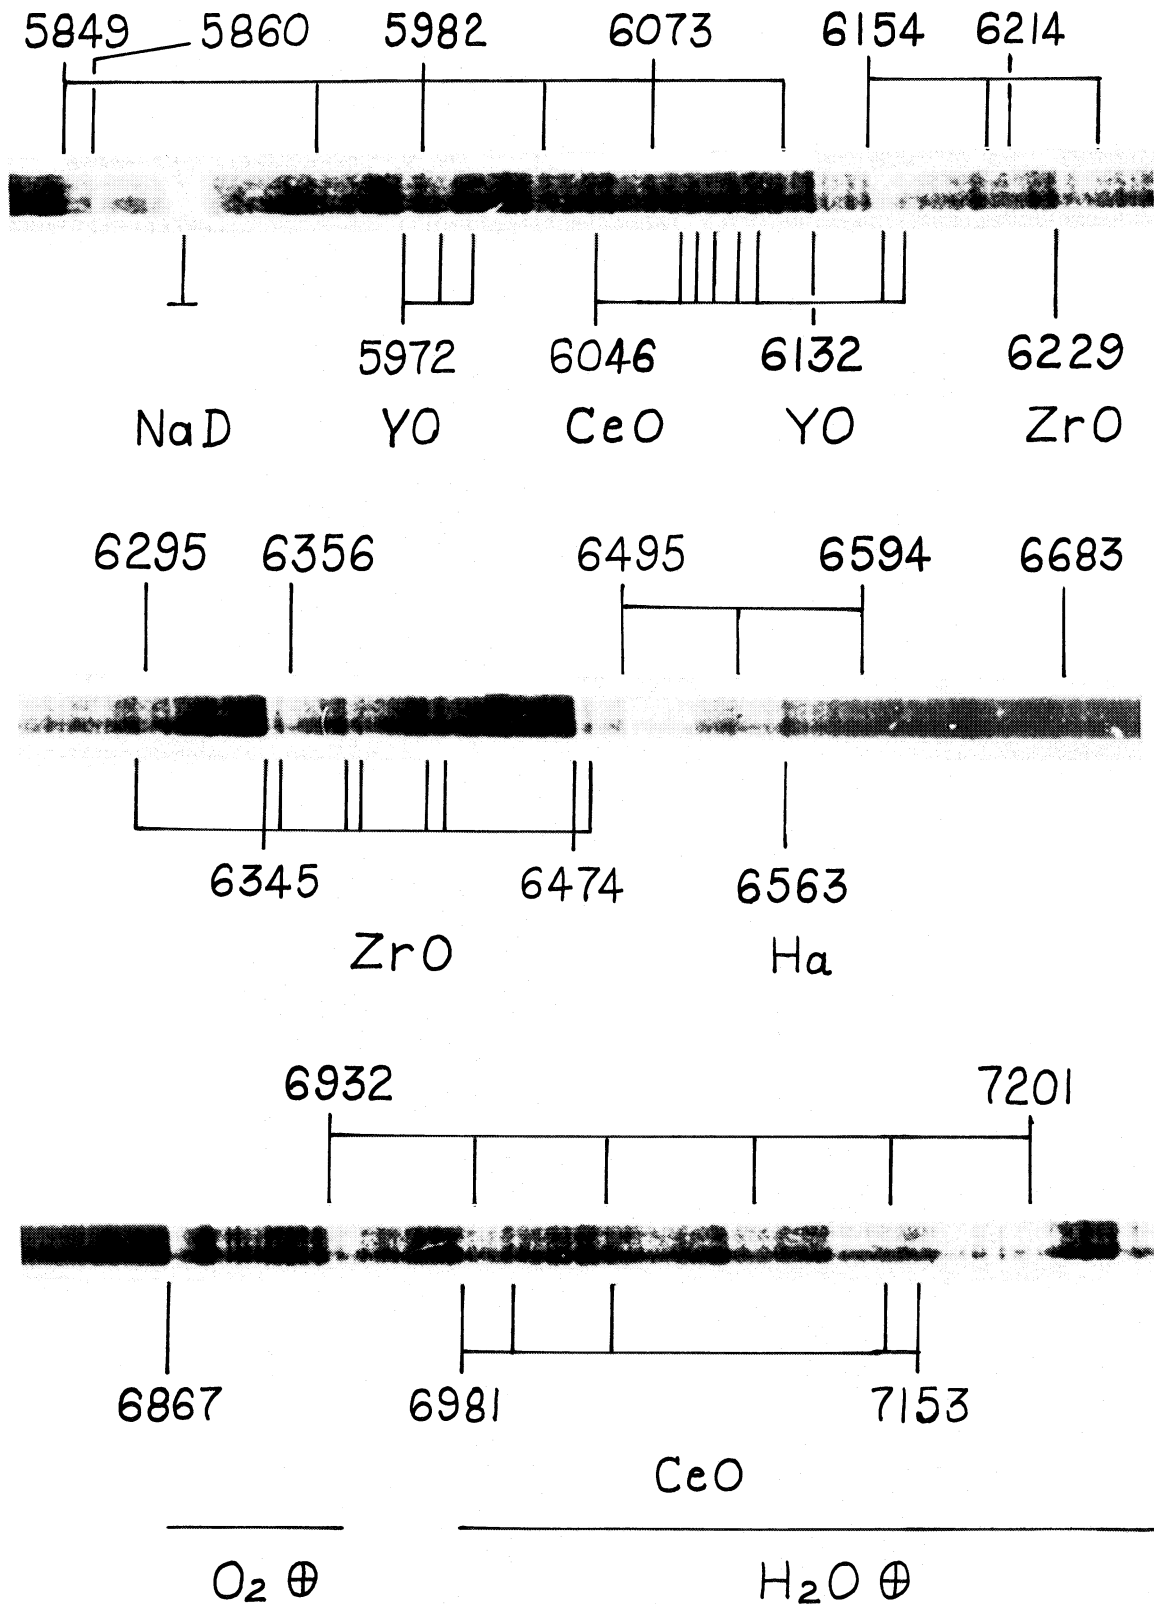 5849 5860 5982 6073 6154 6214
5972 6046 6132 6229
NaD YO CeO YO ZrO
6295 6356 6495 6594 6683
6345 6474 6563
ZrO Ha
6932 7201
6867 6981 7153
CeO
O₂ ⊕ H₂O ⊕